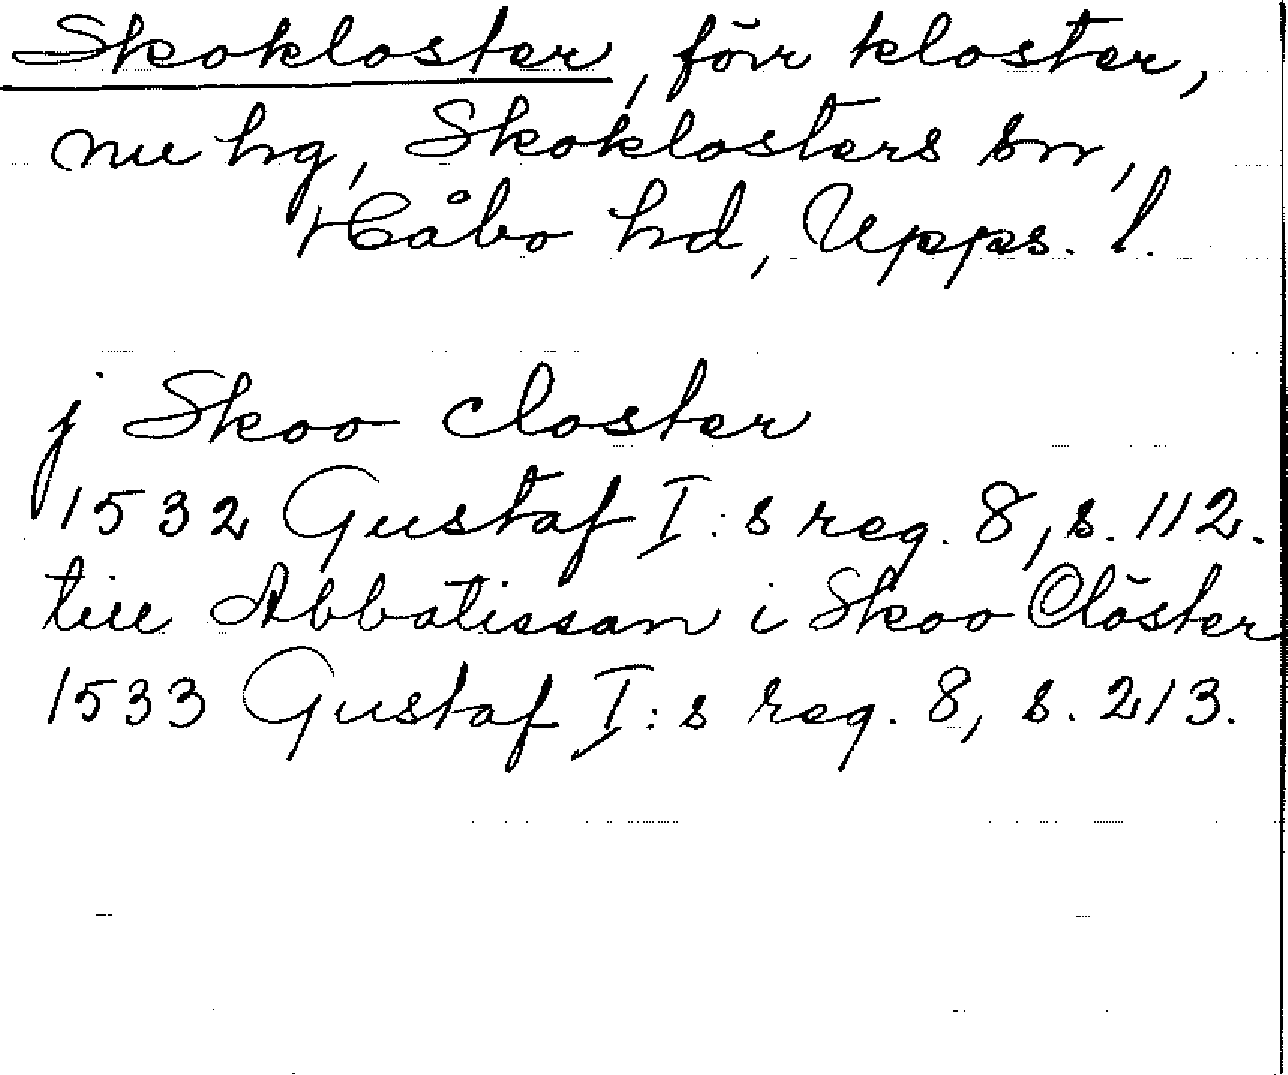 Skokloster, förr kloster,
nu hg, Skoklosters sn,
Håbo hd, Upps. l.
j Skoo closter
1532 Gustaf I:s reg. 8, s. 112.
till Abbatissan i Skoo Clöster
1533 Gustaf I:s reg. 8, s. 213.